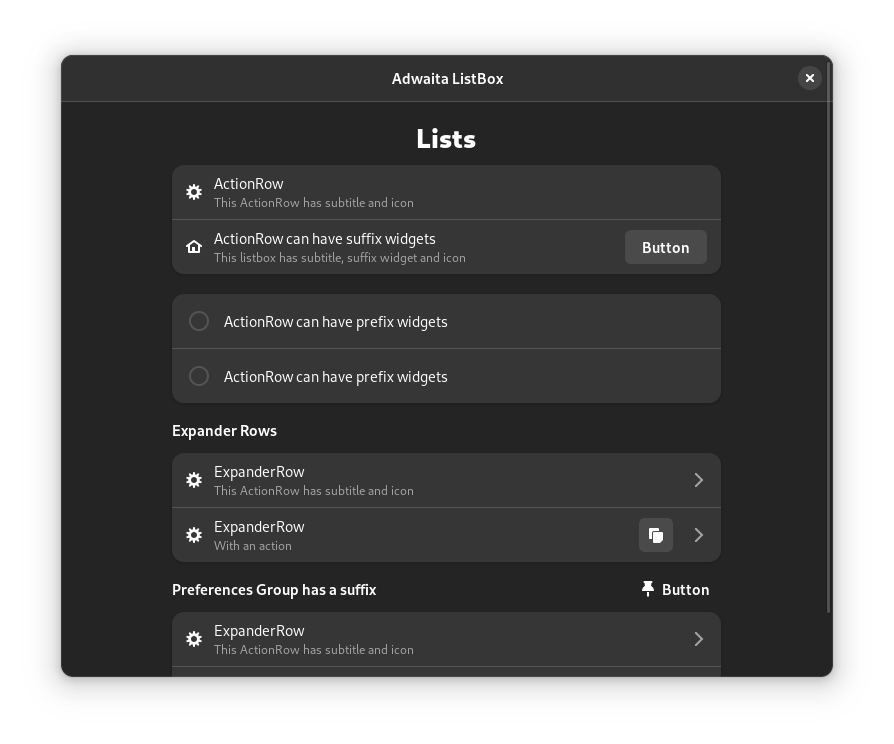 Adwaita ListBox
Lists
ActionRow
This ActionRow has subtitle and icon
ActionRow can have suffix widgets
This listbox has subtitle, suffix widget and icon
Button
ActionRow can have prefix widgets
ActionRow can have prefix widgets
Expander Rows
ExpanderRow
This ActionRow has subtitle and icon
ExpanderRow
With an action
Preferences Group has a suffix
Button
ExpanderRow
This ActionRow has subtitle and icon